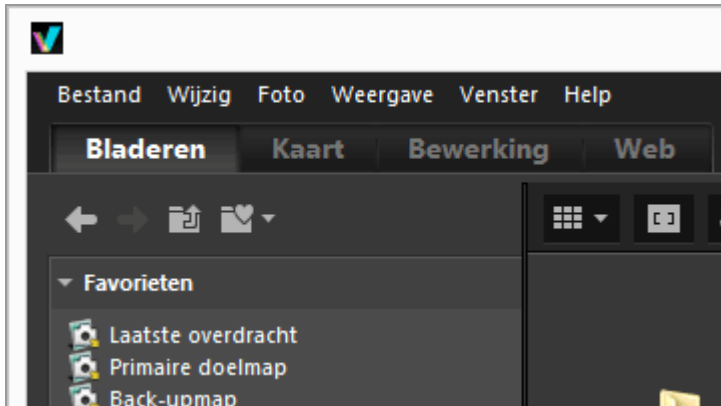 Bestand Wijzig Foto Weergave Venster Help
Bladeren Kaart Bewerking Web
Favorieten
Laatste overdracht
Primaire doelmap
Back-upmap